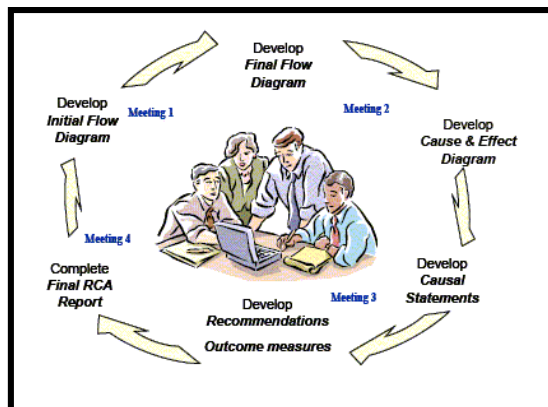 Develop
Final Flow
Diagram
Meeting 1
Meeting 2
Develop
Initial Flow
Diagram
Develop
Cause & Effect
Diagram
Meeting 4
Complete
Final RCA
Report
Develop
Causal
Statements
Meeting 3
Develop
Recommendations
Outcome measures